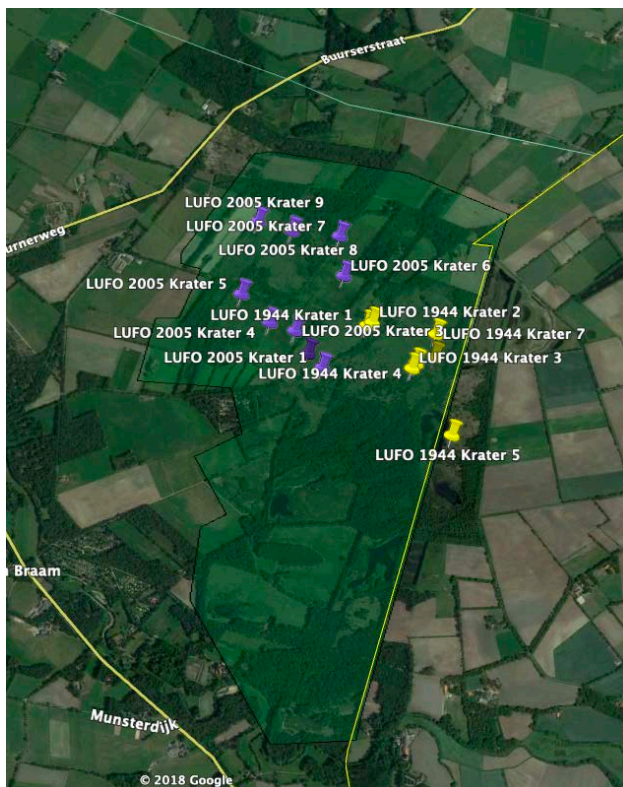 Buurserstraat
LUFO 2005 Krater 9
LUFO 2005 Krater 7
urnerweg
LUFO 2005 Krater 8
LUFO 2005 Krater 6
LUFO 2005 Krater 5
LUFO 1944 Krater 1
LUFO 1944 Krater 2
LUFO 2005 Krater 4
LUFO 2005 Krater 3
LUFO 1944 Krater 7
LUFO 2005 Krater 1
LUFO 1944 Krater 3
LUFO 1944 Krater 4
LUFO 1944 Krater 5
Braam
Munsterdijk
© 2018 Google